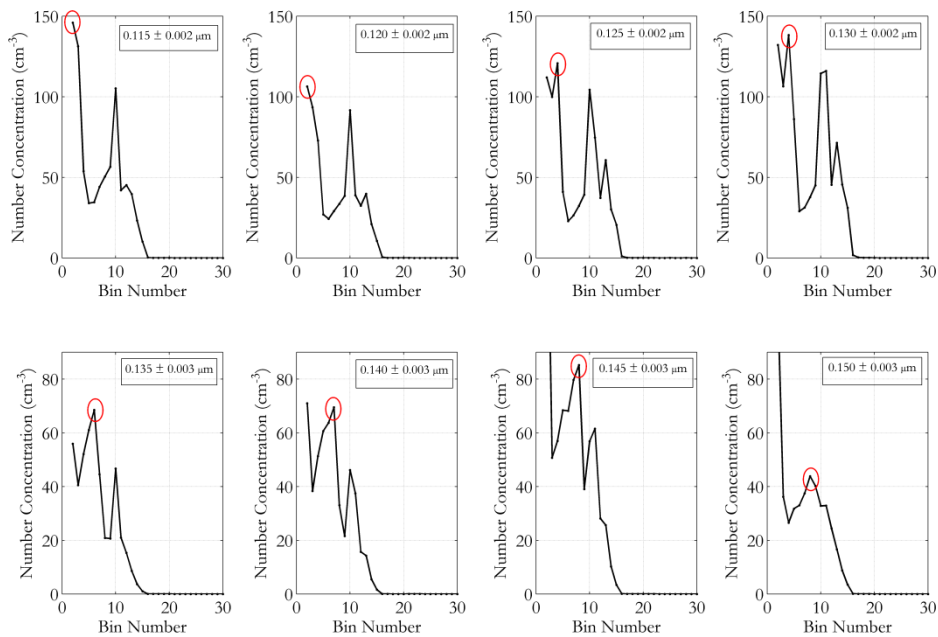 150
100
50
0
0 10 20 30
Number Concentration (cm-3)
Bin Number
0.115 ± 0.002 μm
150
100
50
0
0 10 20 30
Number Concentration (cm-3)
Bin Number
0.120 ± 0.002 μm
150
100
50
0
0 10 20 30
Number Concentration (cm-3)
Bin Number
0.125 ± 0.002 μm
150
100
50
0
0 10 20 30
Number Concentration (cm-3)
Bin Number
0.130 ± 0.002 μm
80
60
40
20
0
0 10 20 30
Number Concentration (cm-3)
Bin Number
0.135 ± 0.003 μm
80
60
40
20
0
0 10 20 30
Number Concentration (cm-3)
Bin Number
0.140 ± 0.003 μm
80
60
40
20
0
0 10 20 30
Number Concentration (cm-3)
Bin Number
0.145 ± 0.003 μm
80
60
40
20
0
0 10 20 30
Number Concentration (cm-3)
Bin Number
0.150 ± 0.003 μm